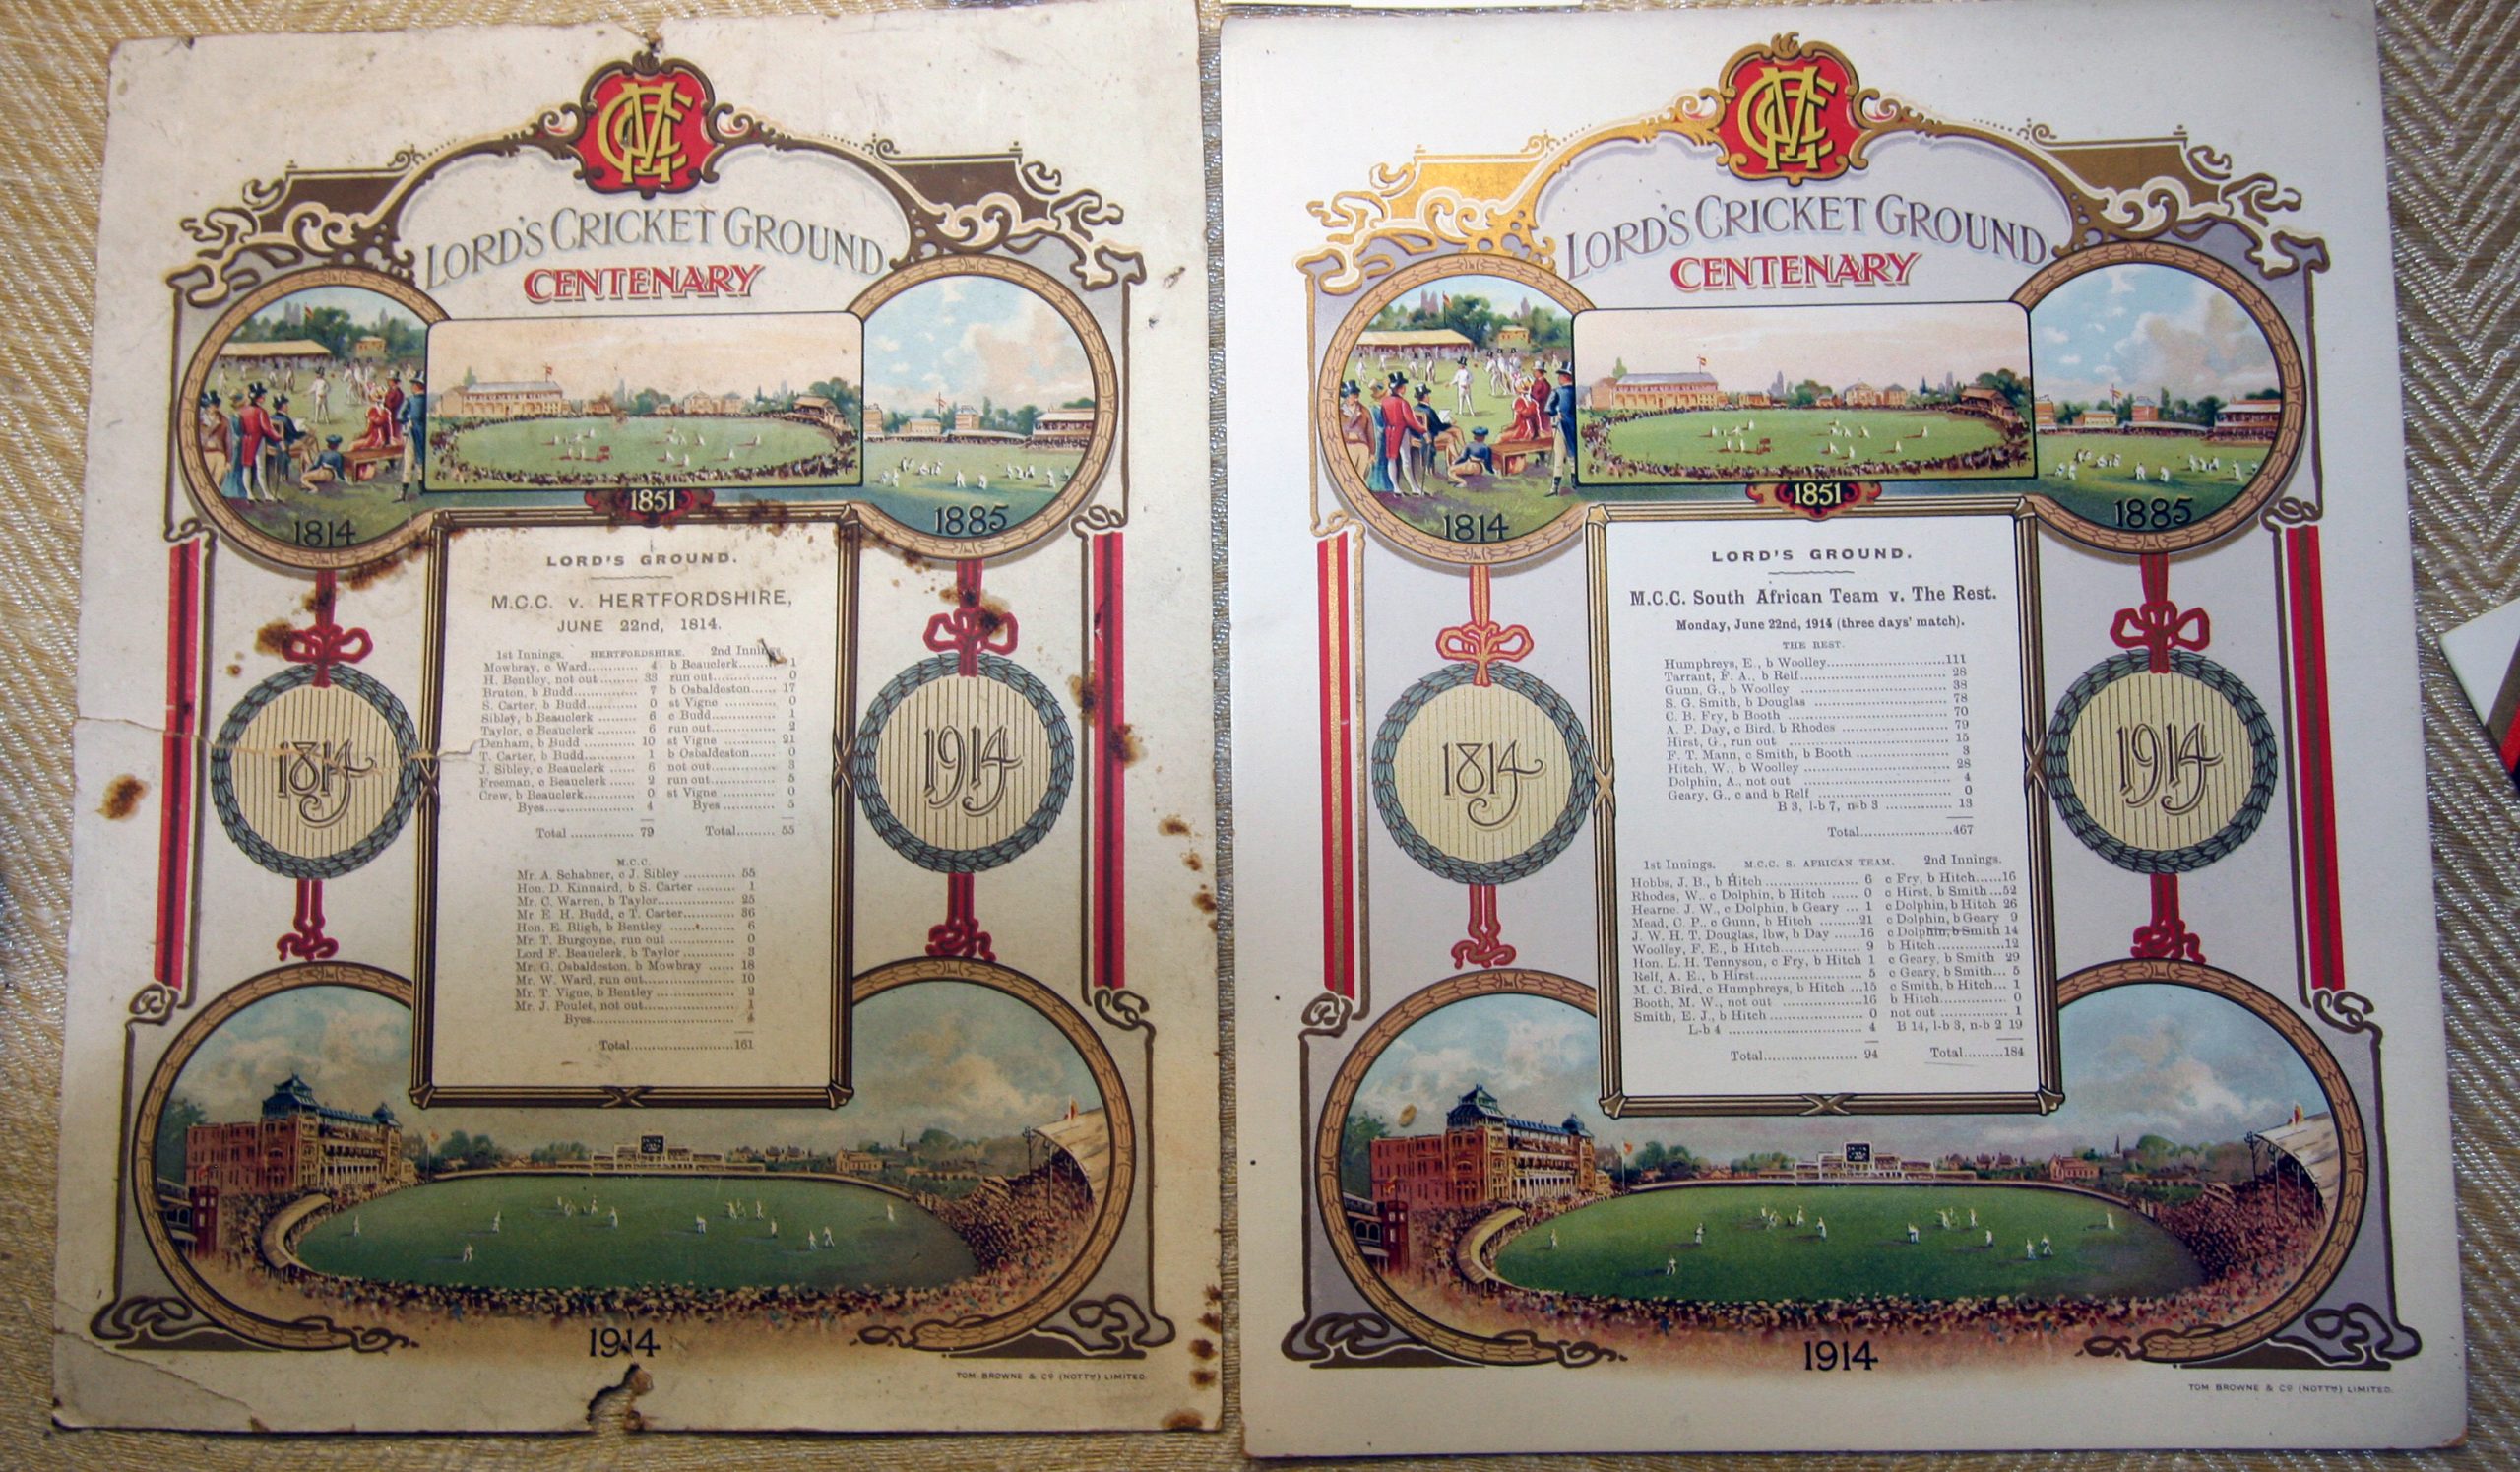 MCC
LORD'S CRICKET GROUND
CENTENARY
1814
1851
1885
LORD'S GROUND.
M.C.C. v. HERTFORDSHIRE,
JUNE 22nd, 1814.
1st Innings. HERTFORDSHIRE. 2nd Innings.
Mowbray, c Ward............ 4 b Beauclerk......... 1
H. Bentley, not out ........ 33 run out............... 0
Bruton, b Budd.............. 7 b Osbaldeston...... 17
S. Carter, b Budd............ 0 st Vigne ............ 0
Sibley, b Beauclerk ......... 6 c Budd............... 1
Taylor, c Beauclerk ......... 6 run out............... 2
Denham, b Budd ............ 10 st Vigne ............ 21
T. Carter, b Budd............ 1 b Osbaldeston...... 0
J. Sibley, c Beauclerk ...... 6 not out............... 3
Freeman, c Beauclerk ...... 2 run out............... 5
Crew, b Beauclerk............ 0 st Vigne ............ 0
Byes.................. 4 Byes ............ 5
Total ............... 79 Total......... 55
M.C.C.
Mr. A. Schabner, c J. Sibley ............ 55
Hon. D. Kinnaird, b S. Carter ......... 1
Mr. C. Warren, b Taylor.................. 25
Mr. E. H. Budd, c T. Carter............ 36
Hon. E. Bligh, b Bentley ............... 6
Mr. T. Burgoyne, run out ............... 0
Lord F. Beauclerk, b Taylor ............ 3
Mr. G. Osbaldeston, b Mowbray ...... 18
Mr. W. Ward, run out..................... 10
Mr. T. Vigne, b Bentley .................. 2
Mr. J. Poulet, not out..................... 1
Byes.................................... 4
Total........................161
1814
1914
1914
TOM BROWNE & Co (NOTTM) LIMITED.
MCC
LORD'S CRICKET GROUND
CENTENARY
1814
1851
1885
LORD'S GROUND.
M.C.C. South African Team v. The Rest.
Monday, June 22nd, 1914 (three days' match).
THE REST.
Humphreys, E., b Woolley...........................111
Tarrant, F. A., b Relf................................. 28
Gunn, G., b Woolley ................................. 38
S. G. Smith, b Douglas .............................. 78
C. B. Fry, b Booth .................................... 70
A. P. Day, c Bird, b Rhodes ........................ 79
Hirst, G., run out .................................... 15
F. T. Mann, c Smith, b Booth ..................... 3
Hitch, W., b Woolley ................................. 28
Dolphin, A., not out ................................. 4
Geary, G., c and b Relf .............................. 0
B 3, l-b 7, n-b 3 ............... 13
Total.....................467
1st Innings. M.C.C. S. AFRICAN TEAM. 2nd Innings.
Hobbs, J. B., b Hitch ..................... 6 c Fry, b Hitch......16
Rhodes, W., c Dolphin, b Hitch ...... 0 c Hirst, b Smith ...52
Hearne, J. W., c Dolphin, b Geary ... 1 c Dolphin, b Hitch 26
Mead, C. P., c Gunn, b Hitch .........21 c Dolphin, b Geary 9
J. W. H. T. Douglas, lbw, b Day ......16 c Dolphin, b Smith 14
Woolley, F. E., b Hitch.................. 9 b Hitch...............12
Hon. L. H. Tennyson, c Fry, b Hitch 1 c Geary, b Smith 29
Relf, A. E., b Hirst........................ 5 c Geary, b Smith... 5
M. C. Bird, c Humphreys, b Hitch ...15 c Smith, b Hitch... 1
Booth, M. W., not out ..................16 b Hitch............... 0
Smith, E. J., b Hitch..................... 0 not out ............... 1
L-b 4 .............................. 4 B 14, l-b 3, n-b 2 19
Total..................... 94 Total.........184
1814
1914
1914
TOM BROWNE & Co (NOTTM) LIMITED.